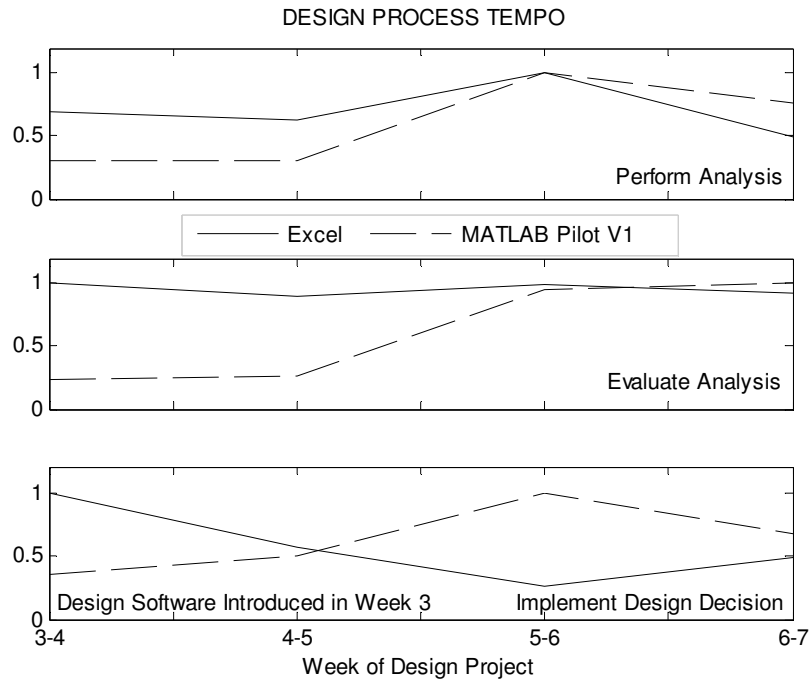 DESIGN PROCESS TEMPO
1
0.5
0
Perform Analysis
Excel MATLAB Pilot V1
1
0.5
0
Evaluate Analysis
1
0.5
0
Design Software Introduced in Week 3 Implement Design Decision
3-4 4-5 5-6 6-7
Week of Design Project